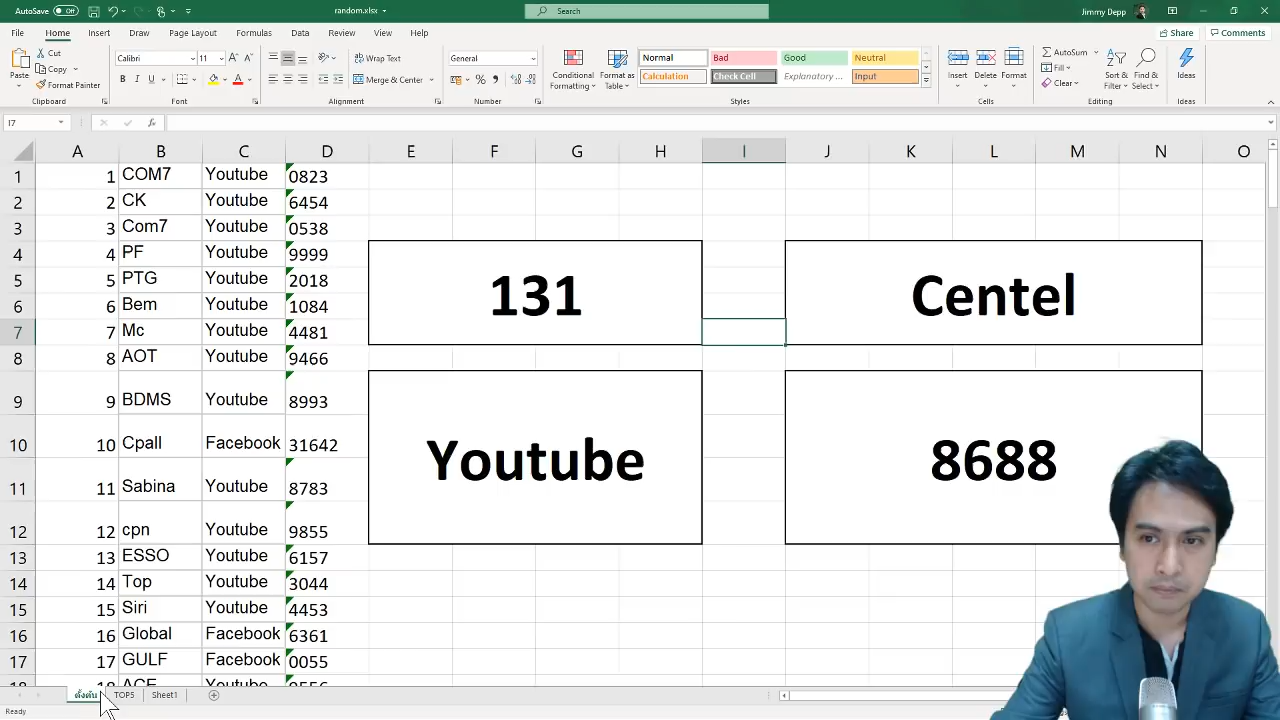 AutoSave Off random.xlsx Search Jimmy Depp
File Home Insert Draw Page Layout Formulas Data Review View Help Share Comments
Cut
Copy
Format Painter
Paste
Calibri 11
B I U
Wrap Text
Merge & Center
General
Conditional Formatting
Format as Table
Normal Bad Good Neutral
Calculation Check Cell Explanatory ... Input
Insert Delete Format
AutoSum
Fill
Clear
Sort & Filter
Find & Select
Ideas
Clipboard Font Alignment Number Styles Cells Editing Ideas
I7 fx
A B C D E F G H I J K L M N O
1 1 COM7 Youtube 0823
2 2 CK Youtube 6454
3 3 Com7 Youtube 0538
4 4 PF Youtube 9999
5 5 PTG Youtube 2018
6 6 Bem Youtube 1084
7 7 Mc Youtube 4481
8 8 AOT Youtube 9466
9 9 BDMS Youtube 8993
10 10 Cpall Facebook 31642
11 11 Sabina Youtube 8783
12 12 cpn Youtube 9855
13 13 ESSO Youtube 6157
14 14 Top Youtube 3044
15 15 Siri Youtube 4453
16 16 Global Facebook 6361
17 17 GULF Facebook 0055
131 Centel
Youtube 8688
ตั้งต้น TOP5 Sheet1
Ready